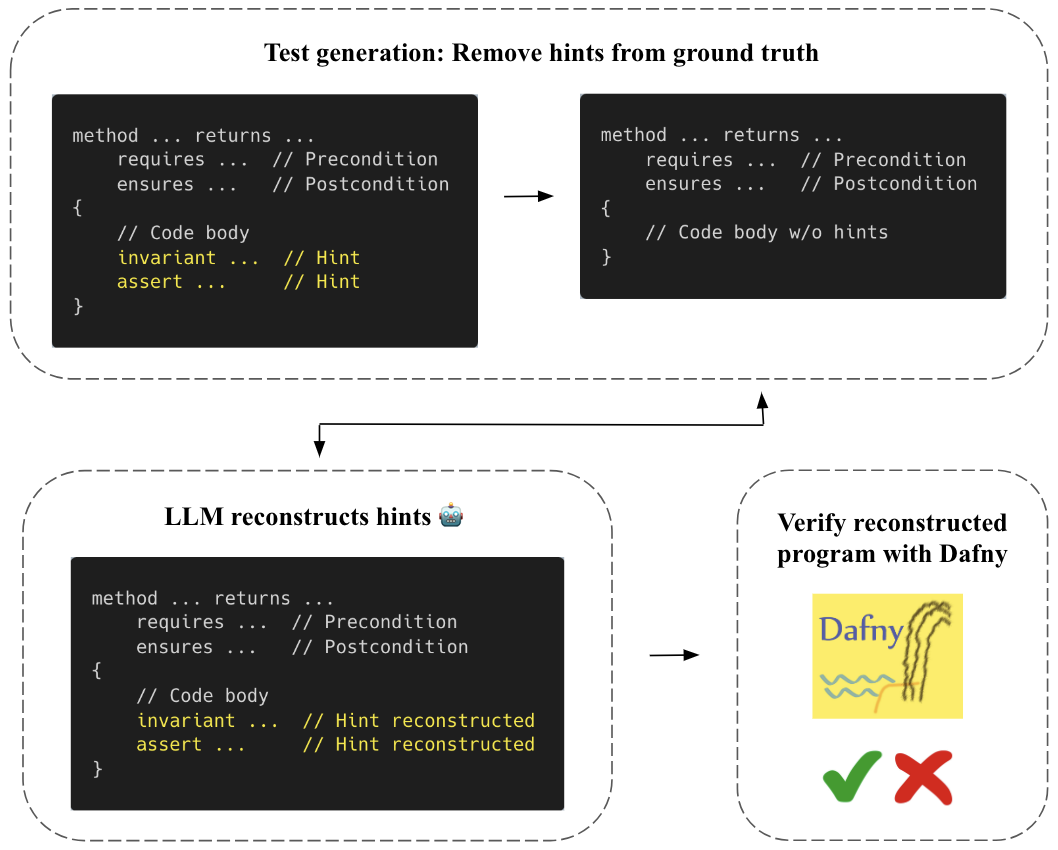 Test generation: Remove hints from ground truth
method ... returns ...
    requires ...  // Precondition
    ensures ...   // Postcondition
{
    // Code body
    invariant ...  // Hint
    assert ...     // Hint
}
method ... returns ...
    requires ...  // Precondition
    ensures ...   // Postcondition
{
    // Code body w/o hints
}
LLM reconstructs hints 🤖
method ... returns ...
    requires ...  // Precondition
    ensures ...   // Postcondition
{
    // Code body
    invariant ...  // Hint reconstructed
    assert ...     // Hint reconstructed
}
Verify reconstructed
program with Dafny
Dafny